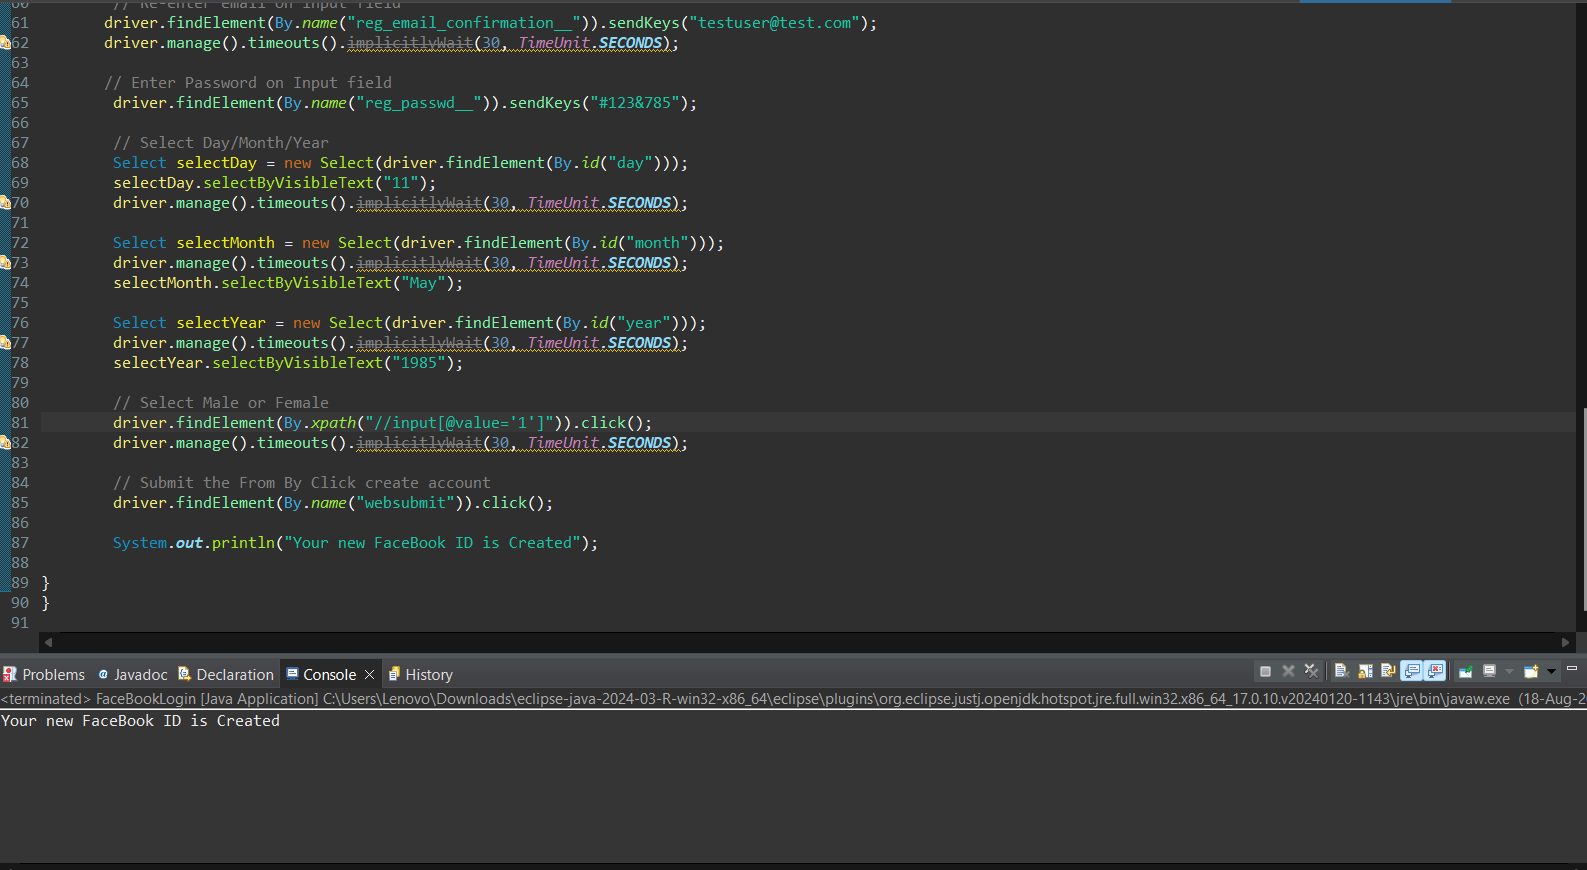 60 // Re-enter email on Input field
61 driver.findElement(By.name("reg_email_confirmation__")).sendKeys("testuser@test.com");
62 driver.manage().timeouts().implicitlyWait(30, TimeUnit.SECONDS);
63
64 // Enter Password on Input field
65 driver.findElement(By.name("reg_passwd__")).sendKeys("#123&785");
66
67 // Select Day/Month/Year
68 Select selectDay = new Select(driver.findElement(By.id("day")));
69 selectDay.selectByVisibleText("11");
70 driver.manage().timeouts().implicitlyWait(30, TimeUnit.SECONDS);
71
72 Select selectMonth = new Select(driver.findElement(By.id("month")));
73 driver.manage().timeouts().implicitlyWait(30, TimeUnit.SECONDS);
74 selectMonth.selectByVisibleText("May");
75
76 Select selectYear = new Select(driver.findElement(By.id("year")));
77 driver.manage().timeouts().implicitlyWait(30, TimeUnit.SECONDS);
78 selectYear.selectByVisibleText("1985");
79
80 // Select Male or Female
81 driver.findElement(By.xpath("//input[@value='1']")).click();
82 driver.manage().timeouts().implicitlyWait(30, TimeUnit.SECONDS);
83
84 // Submit the From By Click create account
85 driver.findElement(By.name("websubmit")).click();
86
87 System.out.println("Your new FaceBook ID is Created");
88
89 }
90 }
91
Problems Javadoc Declaration Console History
<terminated> FaceBookLogin [Java Application] C:\Users\Lenovo\Downloads\eclipse-java-2024-03-R-win32-x86_64\eclipse\plugins\org.eclipse.justj.openjdk.hotspot.jre.full.win32.x86_64_17.0.10.v20240120-1143\jre\bin\javaw.exe (18-Aug-2
Your new FaceBook ID is Created